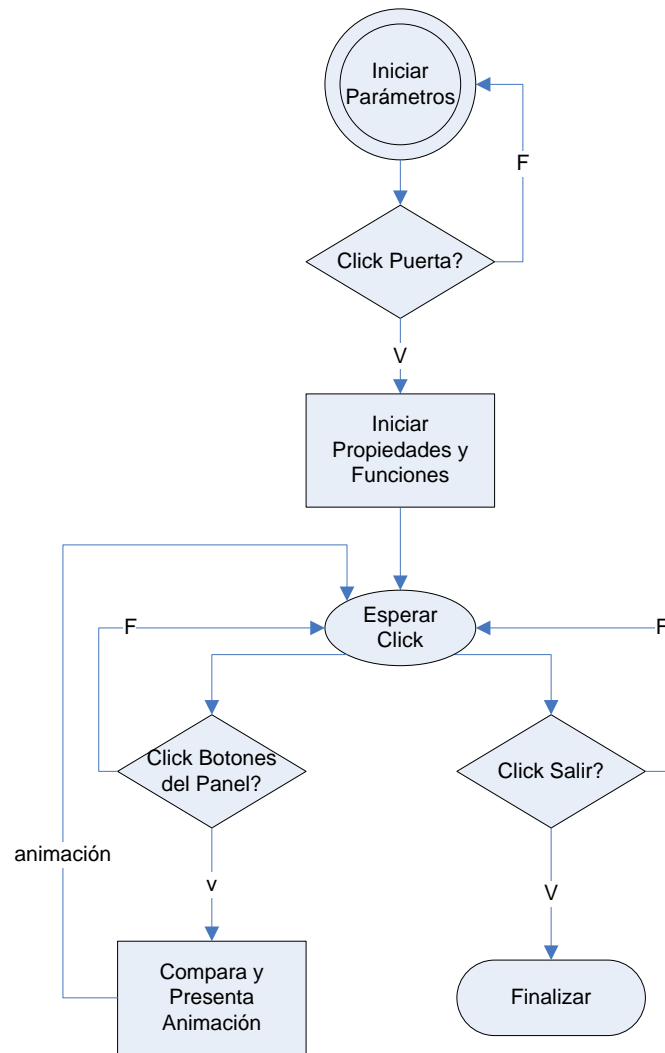 Iniciar
Parámetros
F
Click Puerta?
V
Iniciar
Propiedades y
Funciones
Esperar
Click
F
F
Click Botones
del Panel?
Click Salir?
animación
v
V
Compara y
Presenta
Animación
Finalizar